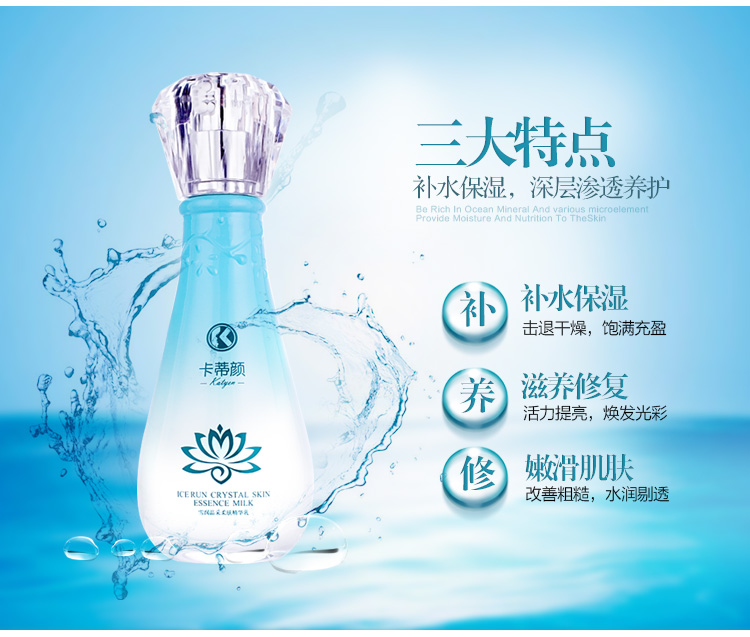 三大特点
补水保湿，深层渗透养护
Be Rich In Ocean Mineral And various microelement
Provide Moisture And Nutrition To TheSkin
补
补水保湿
击退干燥，饱满充盈
养
滋养修复
活力提亮，焕发光彩
修
嫩滑肌肤
改善粗糙，水润剔透
K
卡蒂颜
Katyen
ICERUN CRYSTAL SKIN
ESSENCE MILK